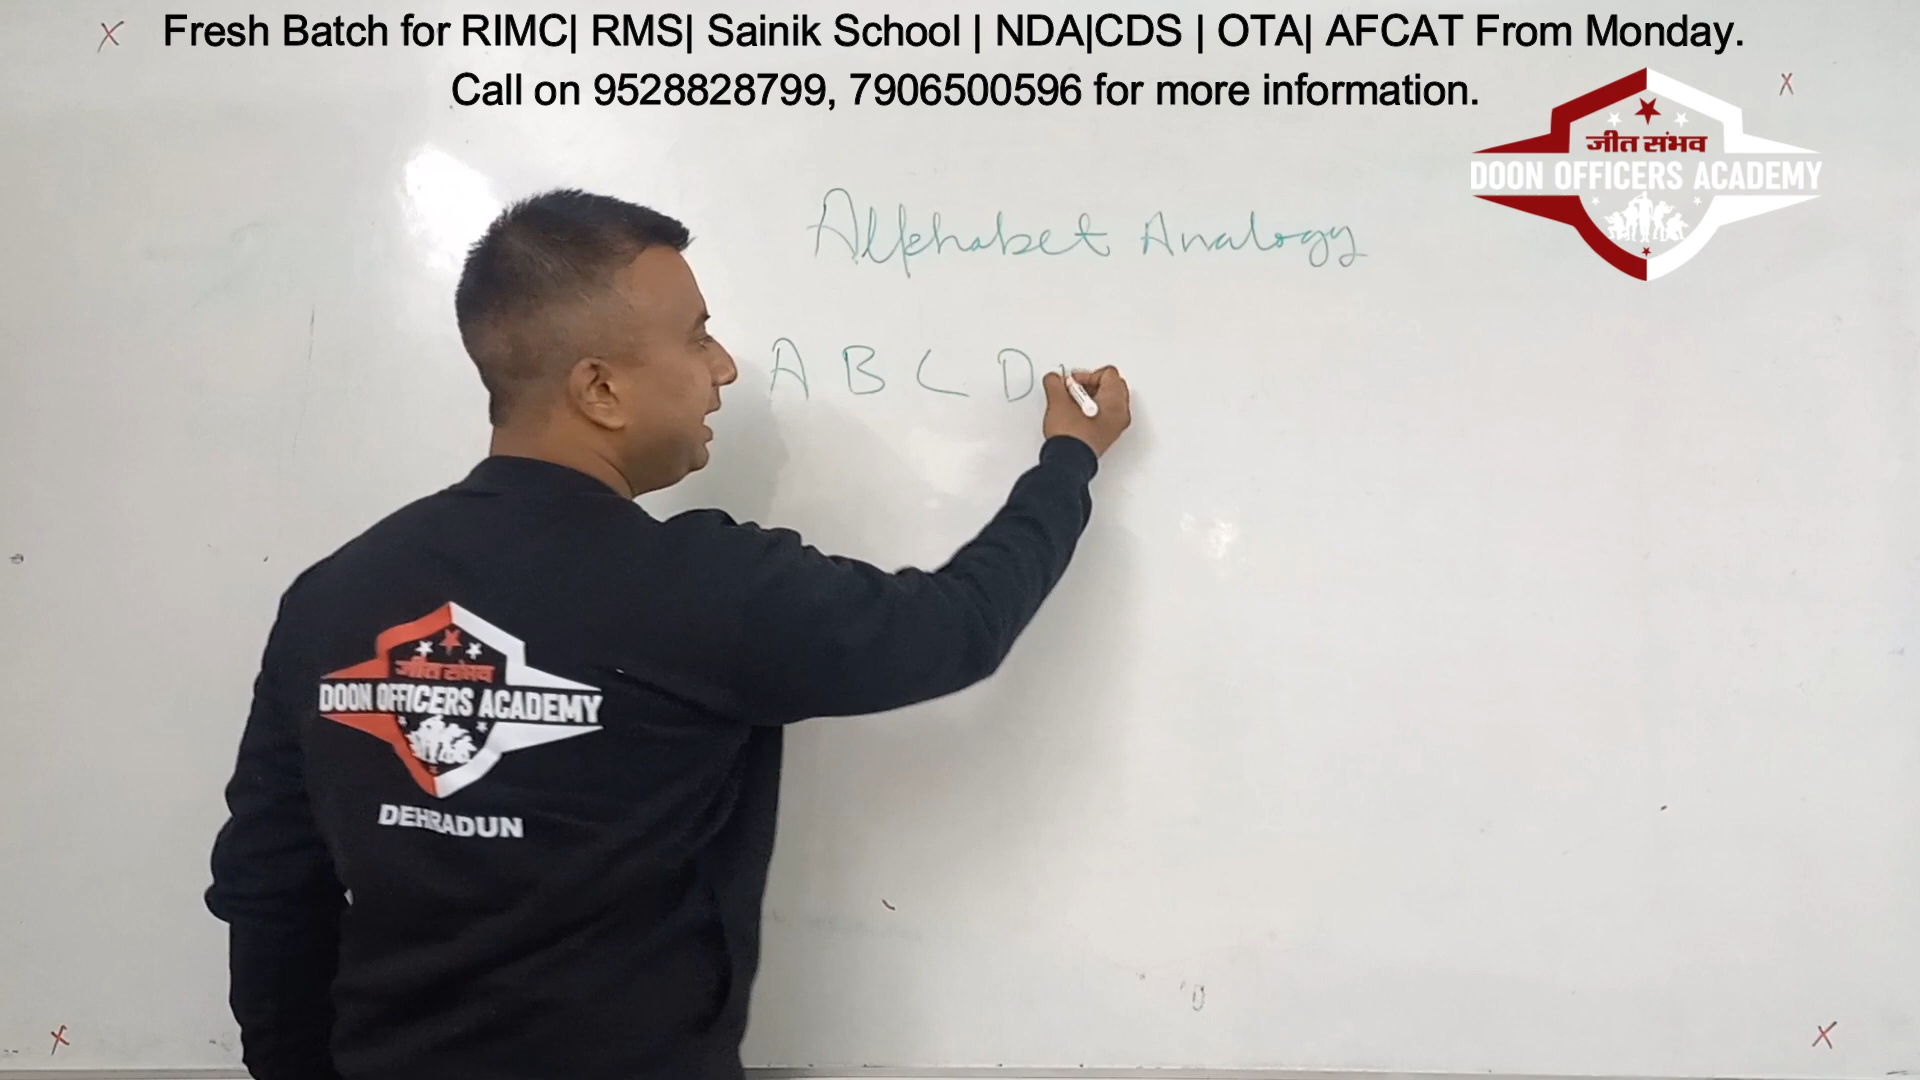 Fresh Batch for RIMC| RMS| Sainik School | NDA|CDS | OTA| AFCAT From Monday.
Call on 9528828799, 7906500596 for more information.
जीत संभव
DOON OFFICERS ACADEMY
Alphabet Analogy
A B C D
जीत संभव
DOON OFFICERS ACADEMY
DEHRADUN